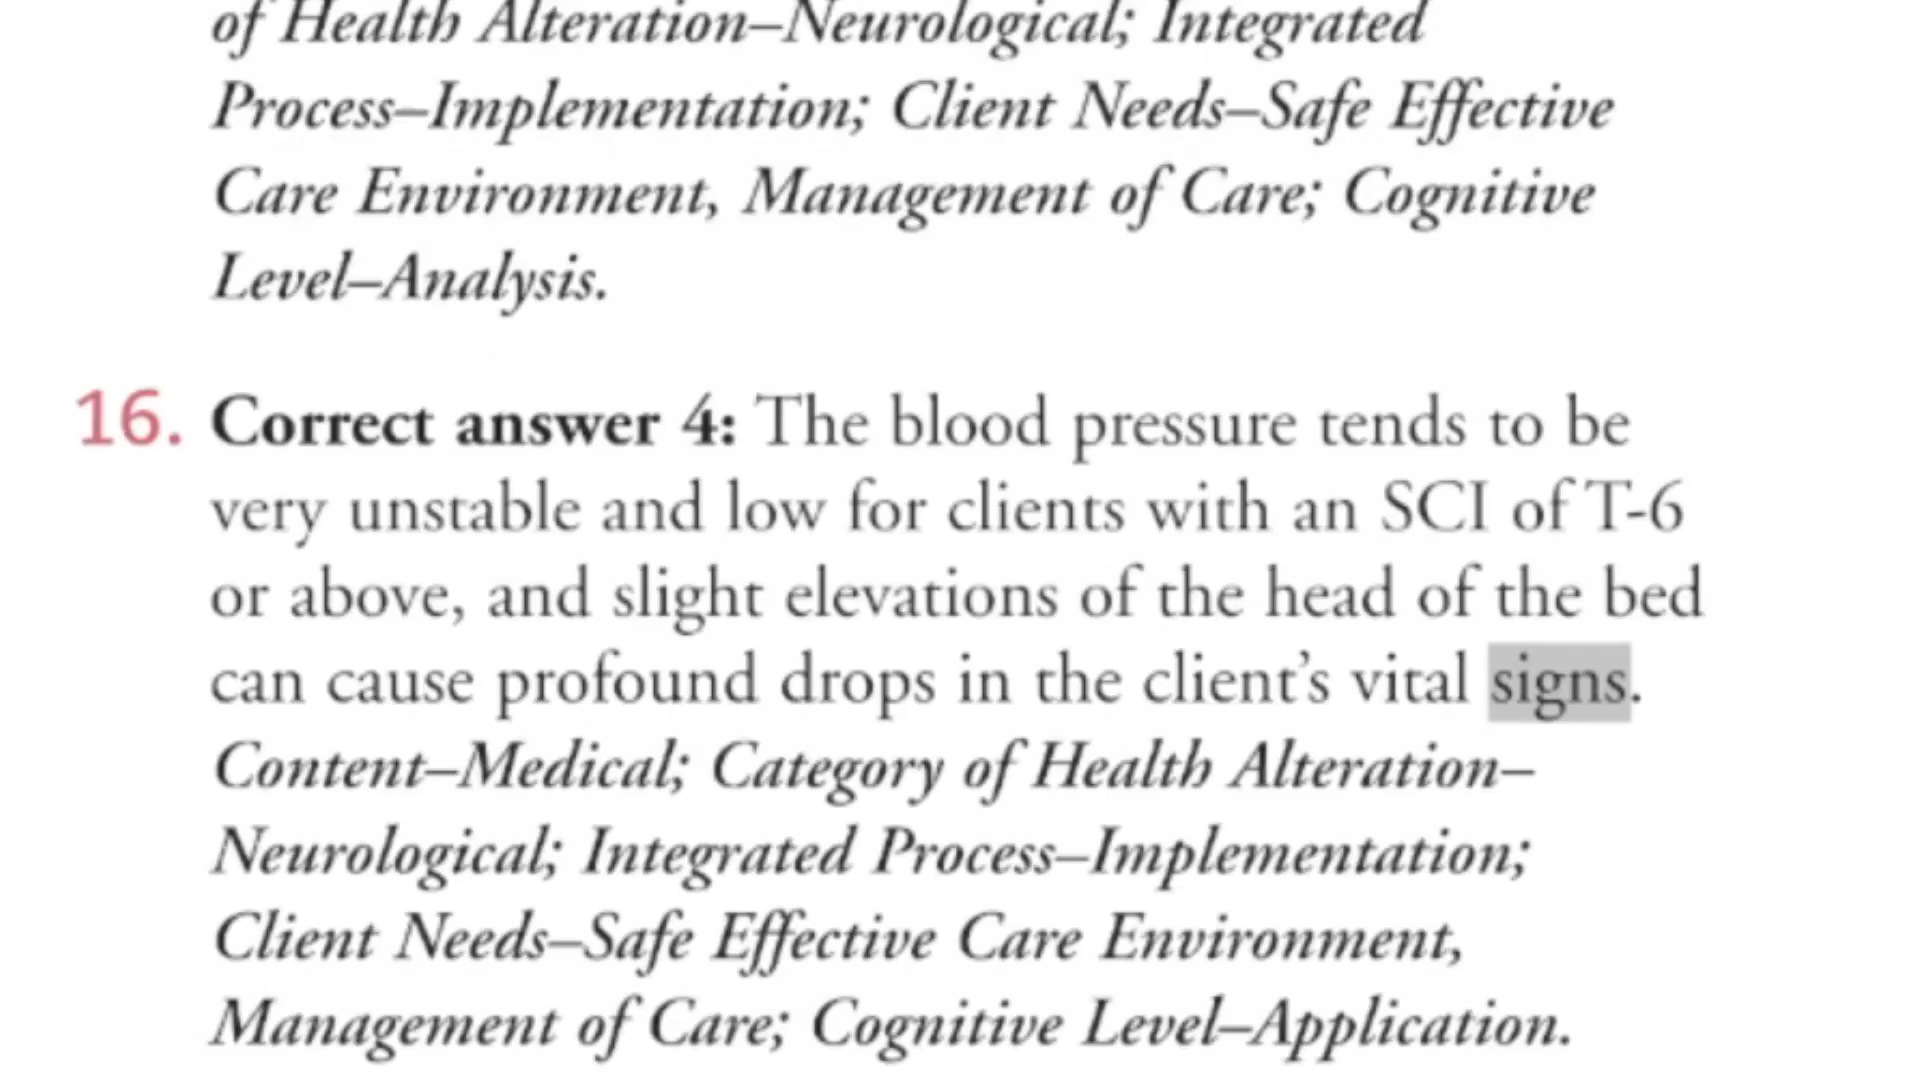 of Health Alteration–Neurological; Integrated
Process–Implementation; Client Needs–Safe Effective
Care Environment, Management of Care; Cognitive
Level–Analysis.
16. Correct answer 4: The blood pressure tends to be
very unstable and low for clients with an SCI of T-6
or above, and slight elevations of the head of the bed
can cause profound drops in the client’s vital signs.
Content–Medical; Category of Health Alteration–
Neurological; Integrated Process–Implementation;
Client Needs–Safe Effective Care Environment,
Management of Care; Cognitive Level–Application.